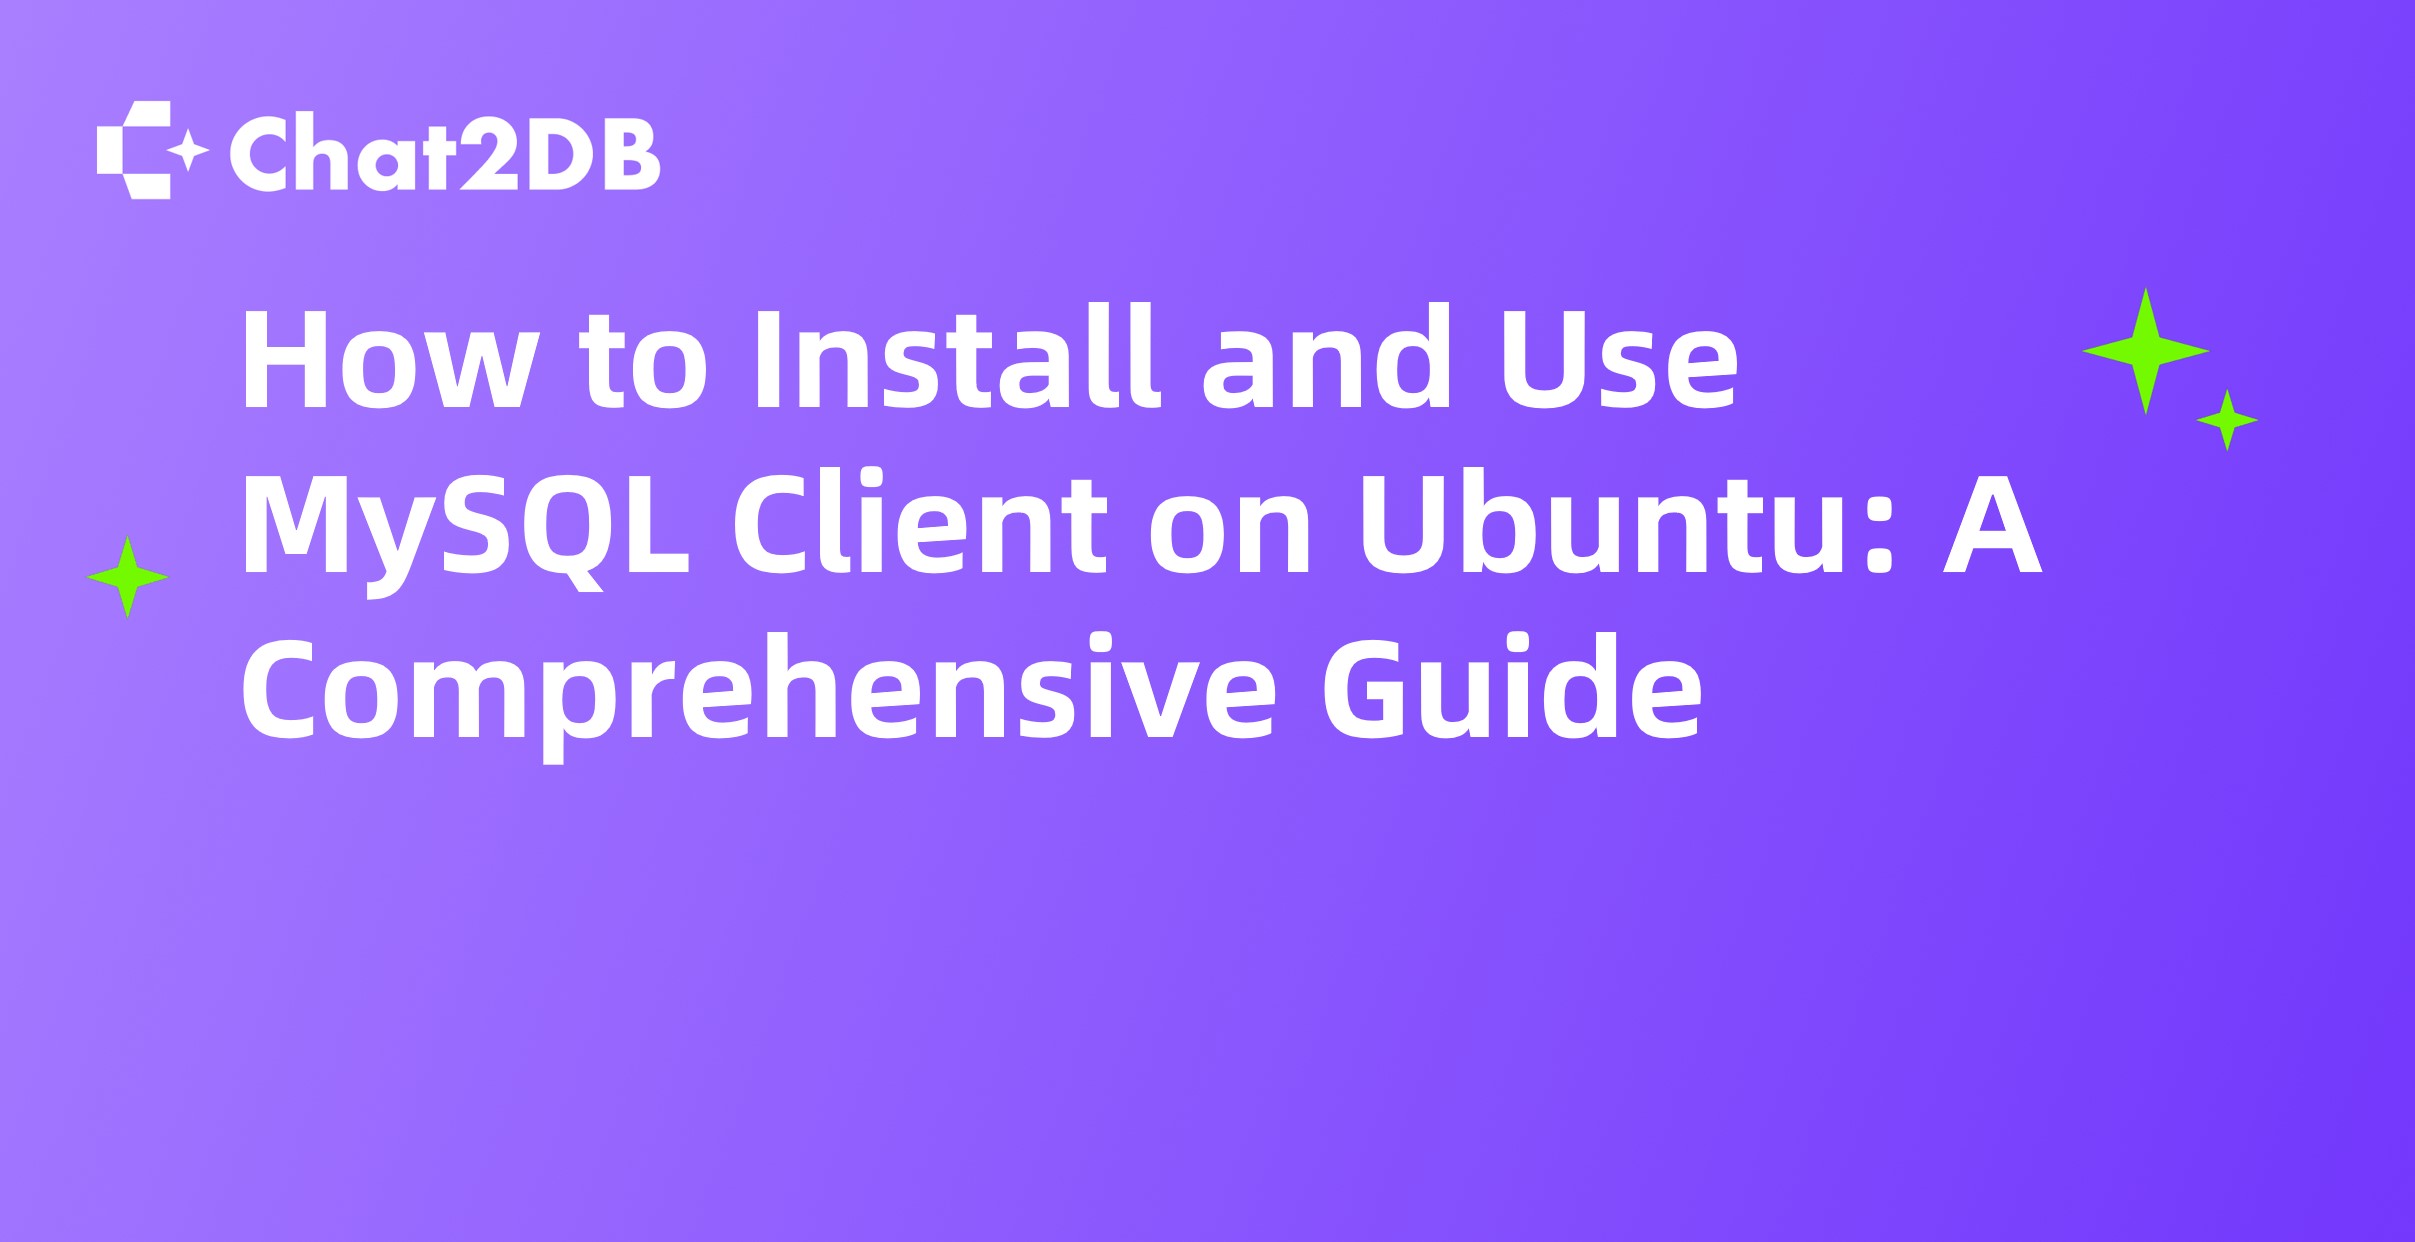 Chat2DB
How to Install and Use
MySQL Client on Ubuntu: A
Comprehensive Guide